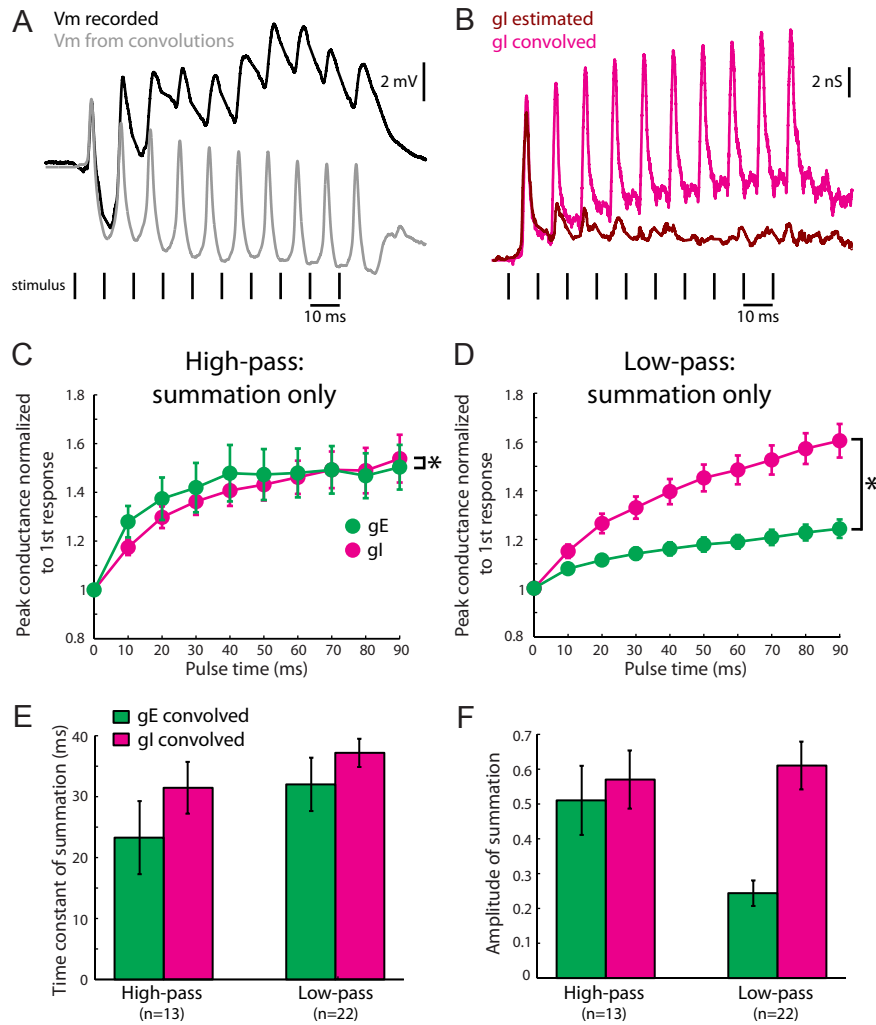 A
Vm recorded
Vm from convolutions
2 mV
stimulus
10 ms
B
gI estimated
gI convolved
2 nS
10 ms
C
High-pass:
summation only
Peak conductance normalized
to 1st response
1.8
1.6
1.4
1.2
1
0.8
*
gE
gI
0 10 20 30 40 50 60 70 80 90
Pulse time (ms)
D
Low-pass:
summation only
Peak conductance normalized
to 1st response
1.8
1.6
1.4
1.2
1
0.8
*
0 10 20 30 40 50 60 70 80 90
Pulse time (ms)
E
gE convolved
gI convolved
Time constant of summation (ms)
40
30
20
10
0
High-pass
(n=13)
Low-pass
(n=22)
F
Amplitude of summation
0.7
0.6
0.5
0.4
0.3
0.2
0.1
0
High-pass
(n=13)
Low-pass
(n=22)